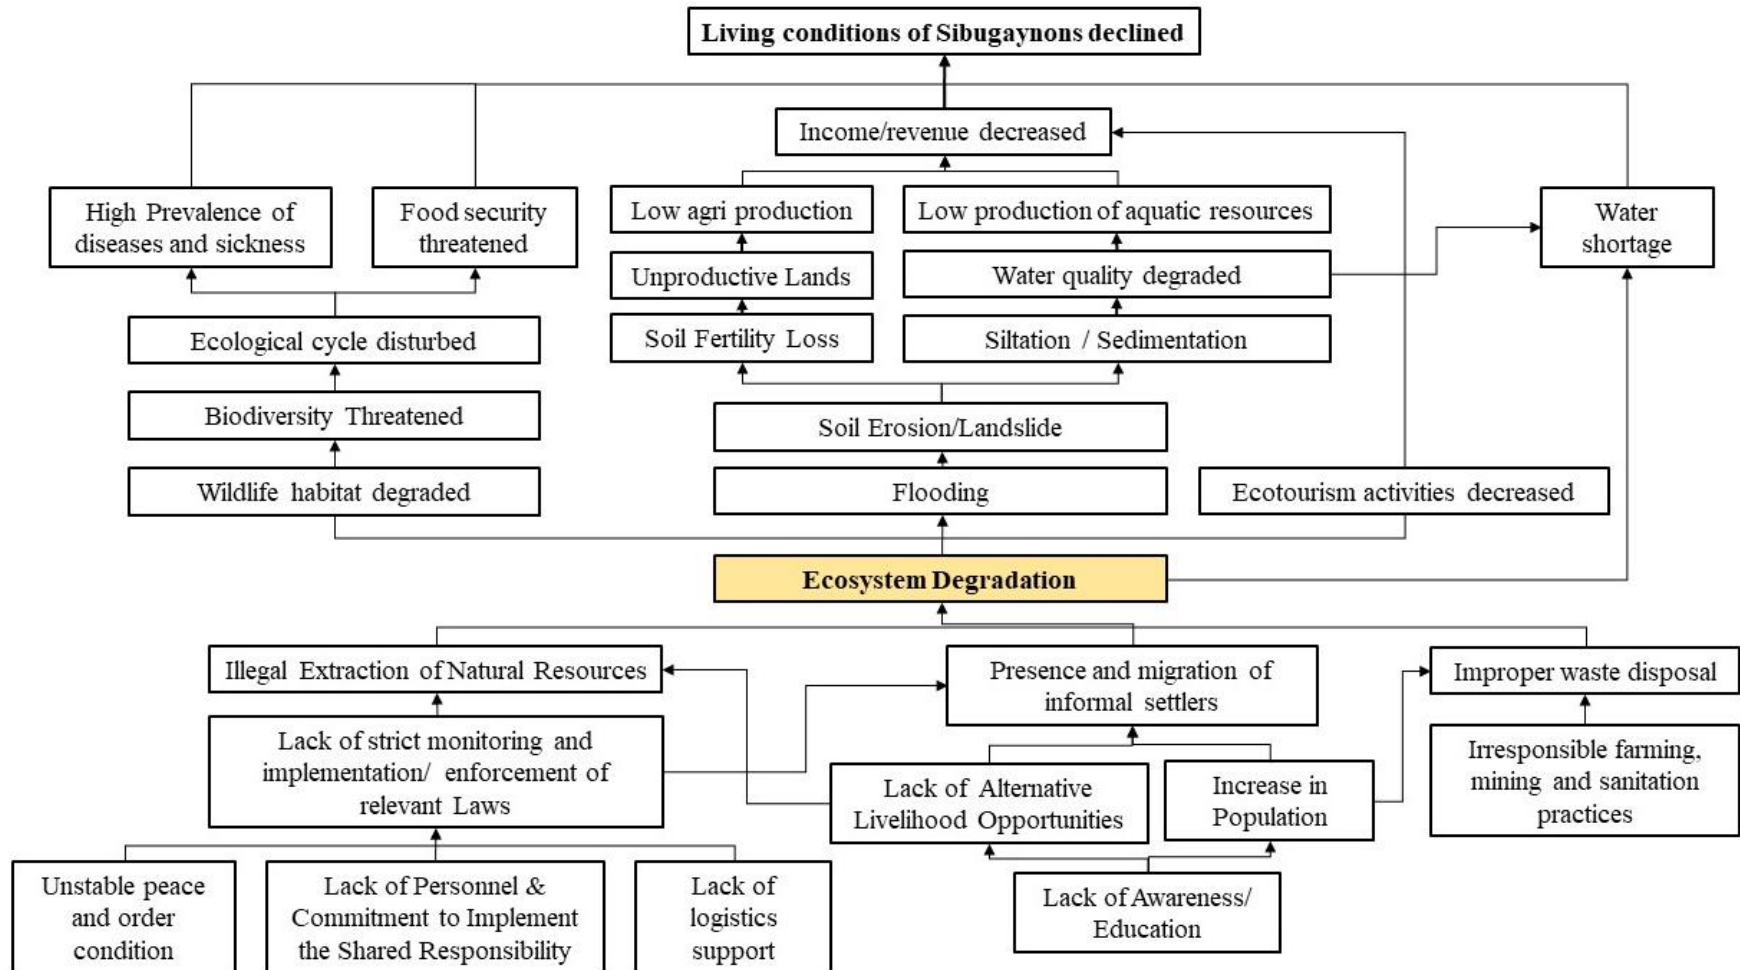 Living conditions of Sibugaynons declined
Income/revenue decreased
High Prevalence of
diseases and sickness
Food security
threatened
Low agri production
Low production of aquatic resources
Water
shortage
Unproductive Lands
Water quality degraded
Ecological cycle disturbed
Soil Fertility Loss
Siltation / Sedimentation
Biodiversity Threatened
Soil Erosion/Landslide
Wildlife habitat degraded
Flooding
Ecotourism activities decreased
Ecosystem Degradation
Illegal Extraction of Natural Resources
Presence and migration of
informal settlers
Improper waste disposal
Lack of strict monitoring and
implementation/ enforcement of
relevant Laws
Lack of Alternative
Livelihood Opportunities
Increase in
Population
Irresponsible farming,
mining and sanitation
practices
Unstable peace
and order
condition
Lack of Personnel &
Commitment to Implement
the Shared Responsibility
Lack of
logistics
support
Lack of Awareness/
Education